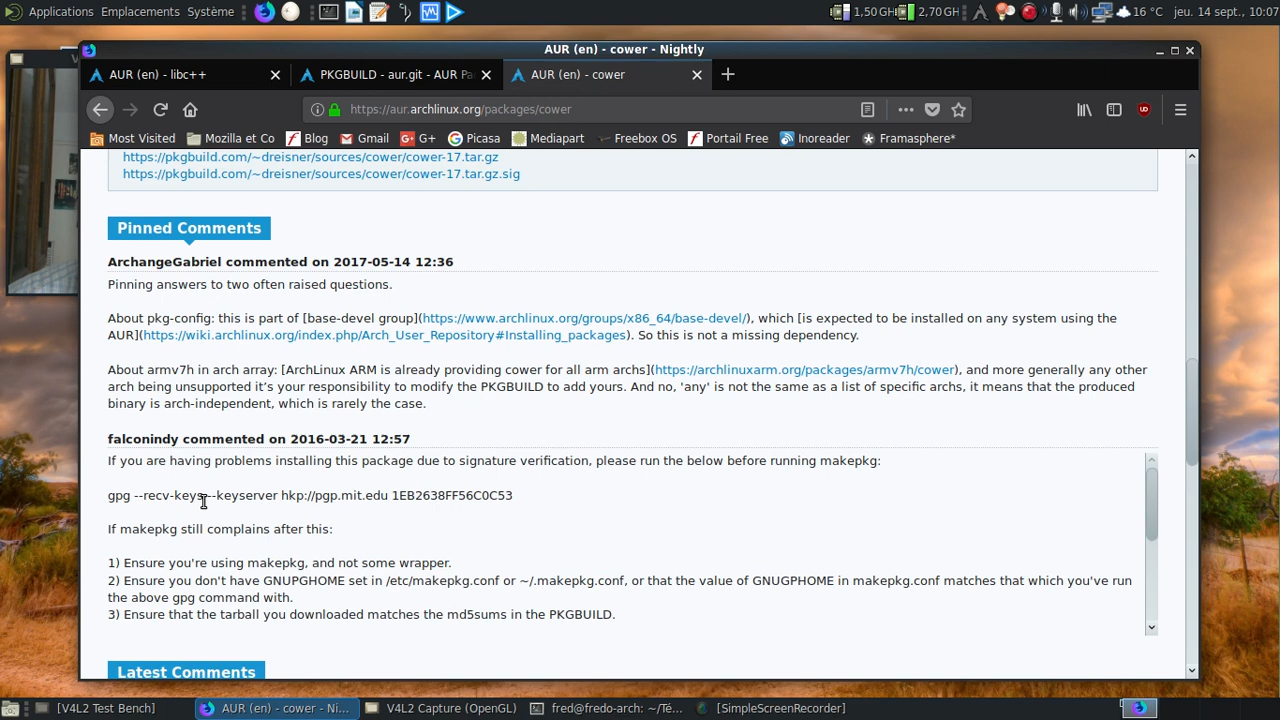 Applications Emplacements Système 1,50 GHz 2,70 GHz 16 °C jeu. 14 sept., 10:07
AUR (en) - cower - Nightly
AUR (en) - libc++ PKGBUILD - aur.git - AUR Pa AUR (en) - cower
https://aur.archlinux.org/packages/cower
Most Visited Mozilla et Co Blog Gmail G+ Picasa Mediapart Freebox OS Portail Free Inoreader Framasphere*
https://pkgbuild.com/~dreisner/sources/cower/cower-17.tar.gz
https://pkgbuild.com/~dreisner/sources/cower/cower-17.tar.gz.sig
Pinned Comments
ArchangeGabriel commented on 2017-05-14 12:36
Pinning answers to two often raised questions.
About pkg-config: this is part of [base-devel group](https://www.archlinux.org/groups/x86_64/base-devel/), which [is expected to be installed on any system using the
AUR](https://wiki.archlinux.org/index.php/Arch_User_Repository#Installing_packages). So this is not a missing dependency.
About armv7h in arch array: [ArchLinux ARM is already providing cower for all arm archs](https://archlinuxarm.org/packages/armv7h/cower), and more generally any other
arch being unsupported it's your responsibility to modify the PKGBUILD to add yours. And no, 'any' is not the same as a list of specific archs, it means that the produced
binary is arch-independent, which is rarely the case.
falconindy commented on 2016-03-21 12:57
If you are having problems installing this package due to signature verification, please run the below before running makepkg:
gpg --recv-keys --keyserver hkp://pgp.mit.edu 1EB2638FF56C0C53
If makepkg still complains after this:
1) Ensure you're using makepkg, and not some wrapper.
2) Ensure you don't have GNUPGHOME set in /etc/makepkg.conf or ~/.makepkg.conf, or that the value of GNUGPHOME in makepkg.conf matches that which you've run
the above gpg command with.
3) Ensure that the tarball you downloaded matches the md5sums in the PKGBUILD.
Latest Comments
[V4L2 Test Bench] AUR (en) - cower - Ni... V4L2 Capture (OpenGL) fred@fredo-arch: ~/Té... [SimpleScreenRecorder]